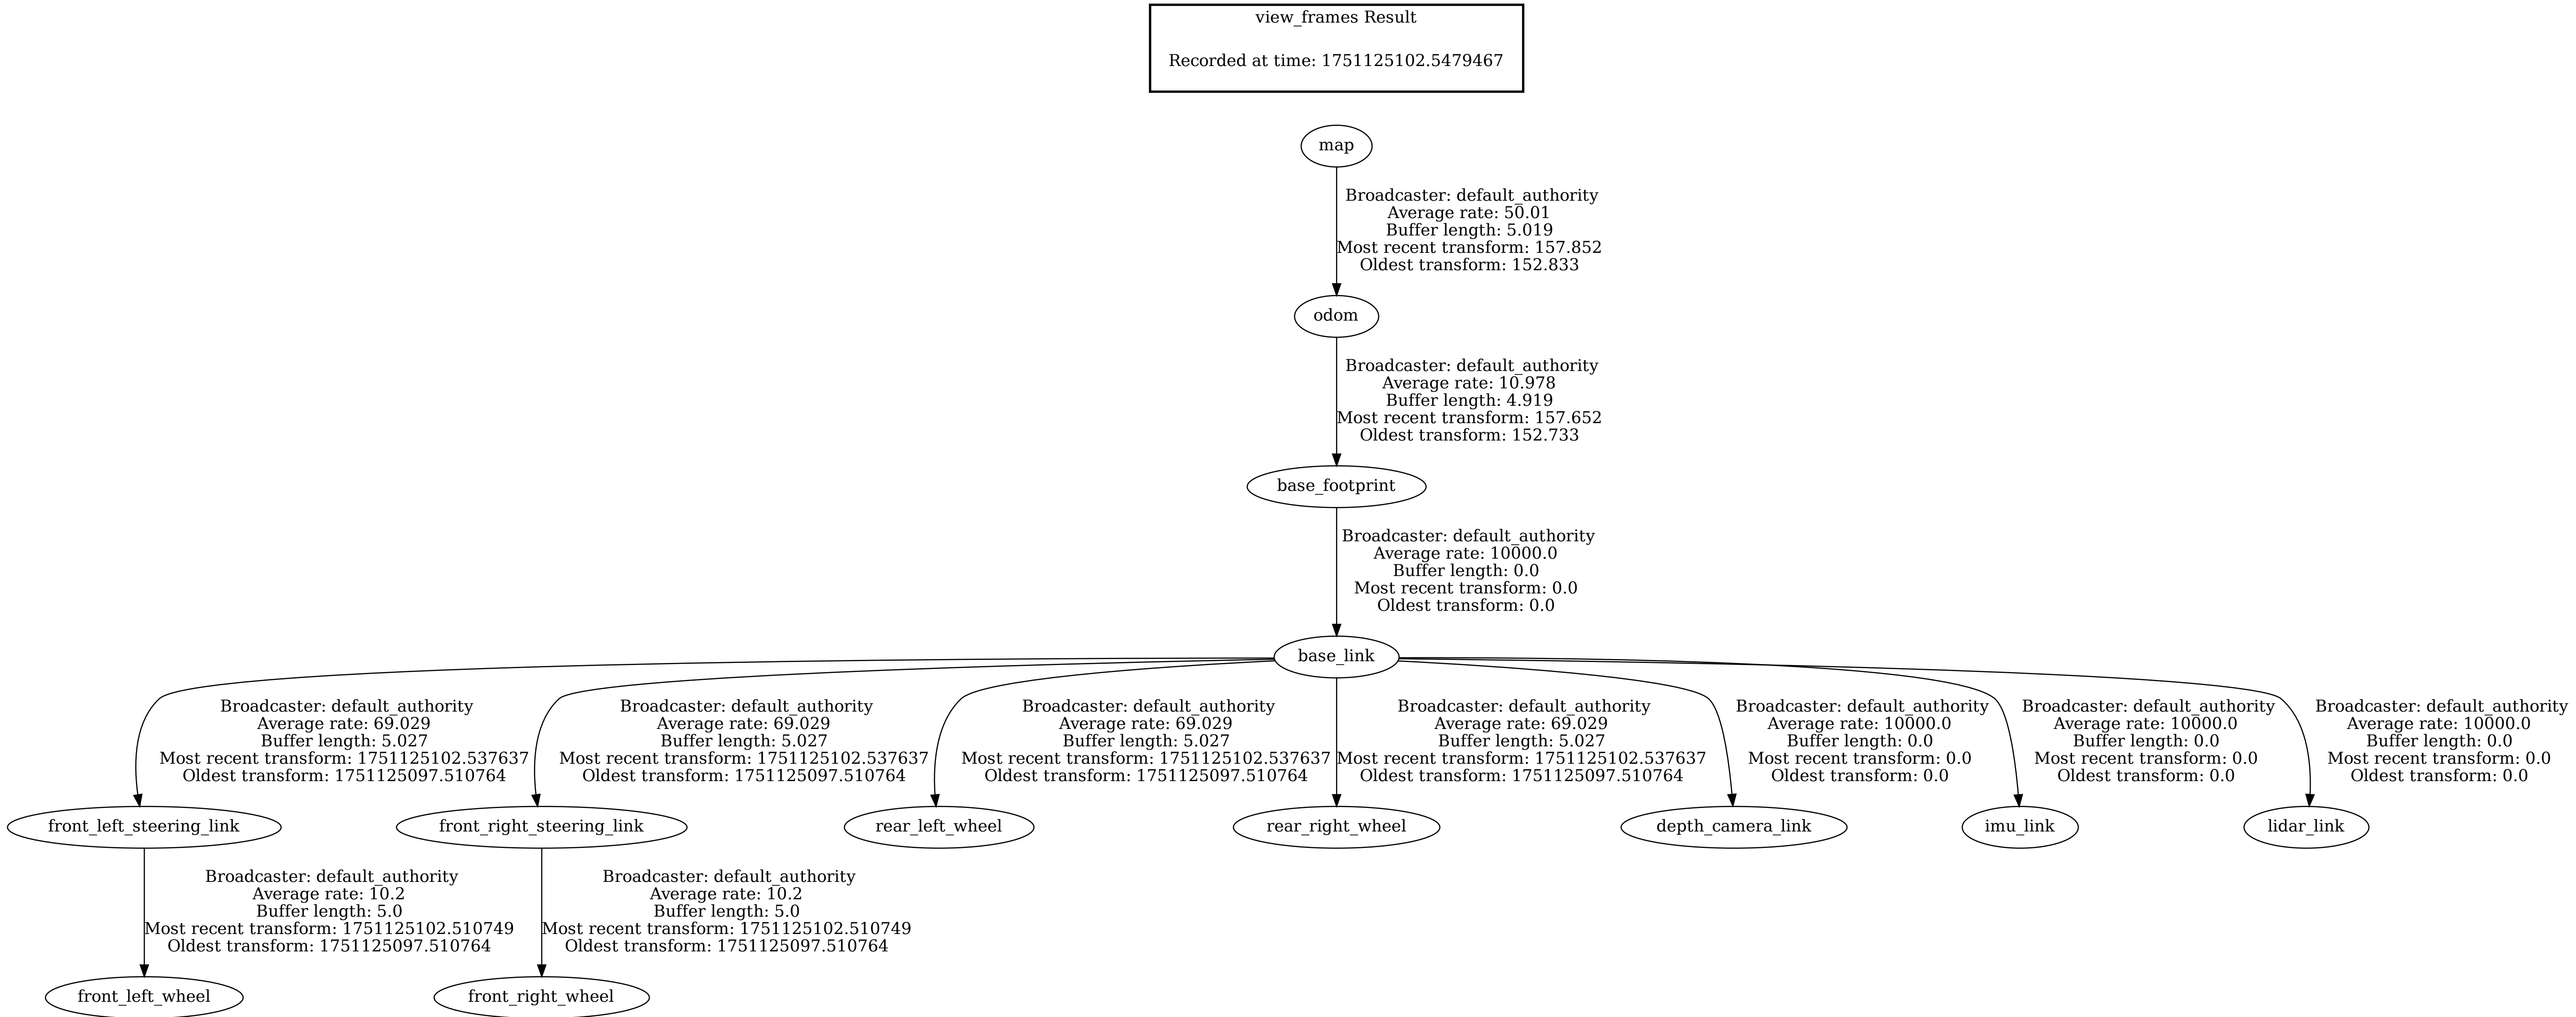 view_frames Result
Recorded at time: 1751125102.5479467
map
Broadcaster: default_authority
Average rate: 50.01
Buffer length: 5.019
Most recent transform: 157.852
Oldest transform: 152.833
odom
Broadcaster: default_authority
Average rate: 10.978
Buffer length: 4.919
Most recent transform: 157.652
Oldest transform: 152.733
base_footprint
Broadcaster: default_authority
Average rate: 10000.0
Buffer length: 0.0
Most recent transform: 0.0
Oldest transform: 0.0
base_link
Broadcaster: default_authority
Average rate: 69.029
Buffer length: 5.027
Most recent transform: 1751125102.537637
Oldest transform: 1751125097.510764
Broadcaster: default_authority
Average rate: 69.029
Buffer length: 5.027
Most recent transform: 1751125102.537637
Oldest transform: 1751125097.510764
Broadcaster: default_authority
Average rate: 69.029
Buffer length: 5.027
Most recent transform: 1751125102.537637
Oldest transform: 1751125097.510764
Broadcaster: default_authority
Average rate: 69.029
Buffer length: 5.027
Most recent transform: 1751125102.537637
Oldest transform: 1751125097.510764
Broadcaster: default_authority
Average rate: 10000.0
Buffer length: 0.0
Most recent transform: 0.0
Oldest transform: 0.0
Broadcaster: default_authority
Average rate: 10000.0
Buffer length: 0.0
Most recent transform: 0.0
Oldest transform: 0.0
Broadcaster: default_authority
Average rate: 10000.0
Buffer length: 0.0
Most recent transform: 0.0
Oldest transform: 0.0
front_left_steering_link
front_right_steering_link
rear_left_wheel
rear_right_wheel
depth_camera_link
imu_link
lidar_link
Broadcaster: default_authority
Average rate: 10.2
Buffer length: 5.0
Most recent transform: 1751125102.510749
Oldest transform: 1751125097.510764
Broadcaster: default_authority
Average rate: 10.2
Buffer length: 5.0
Most recent transform: 1751125102.510749
Oldest transform: 1751125097.510764
front_left_wheel
front_right_wheel